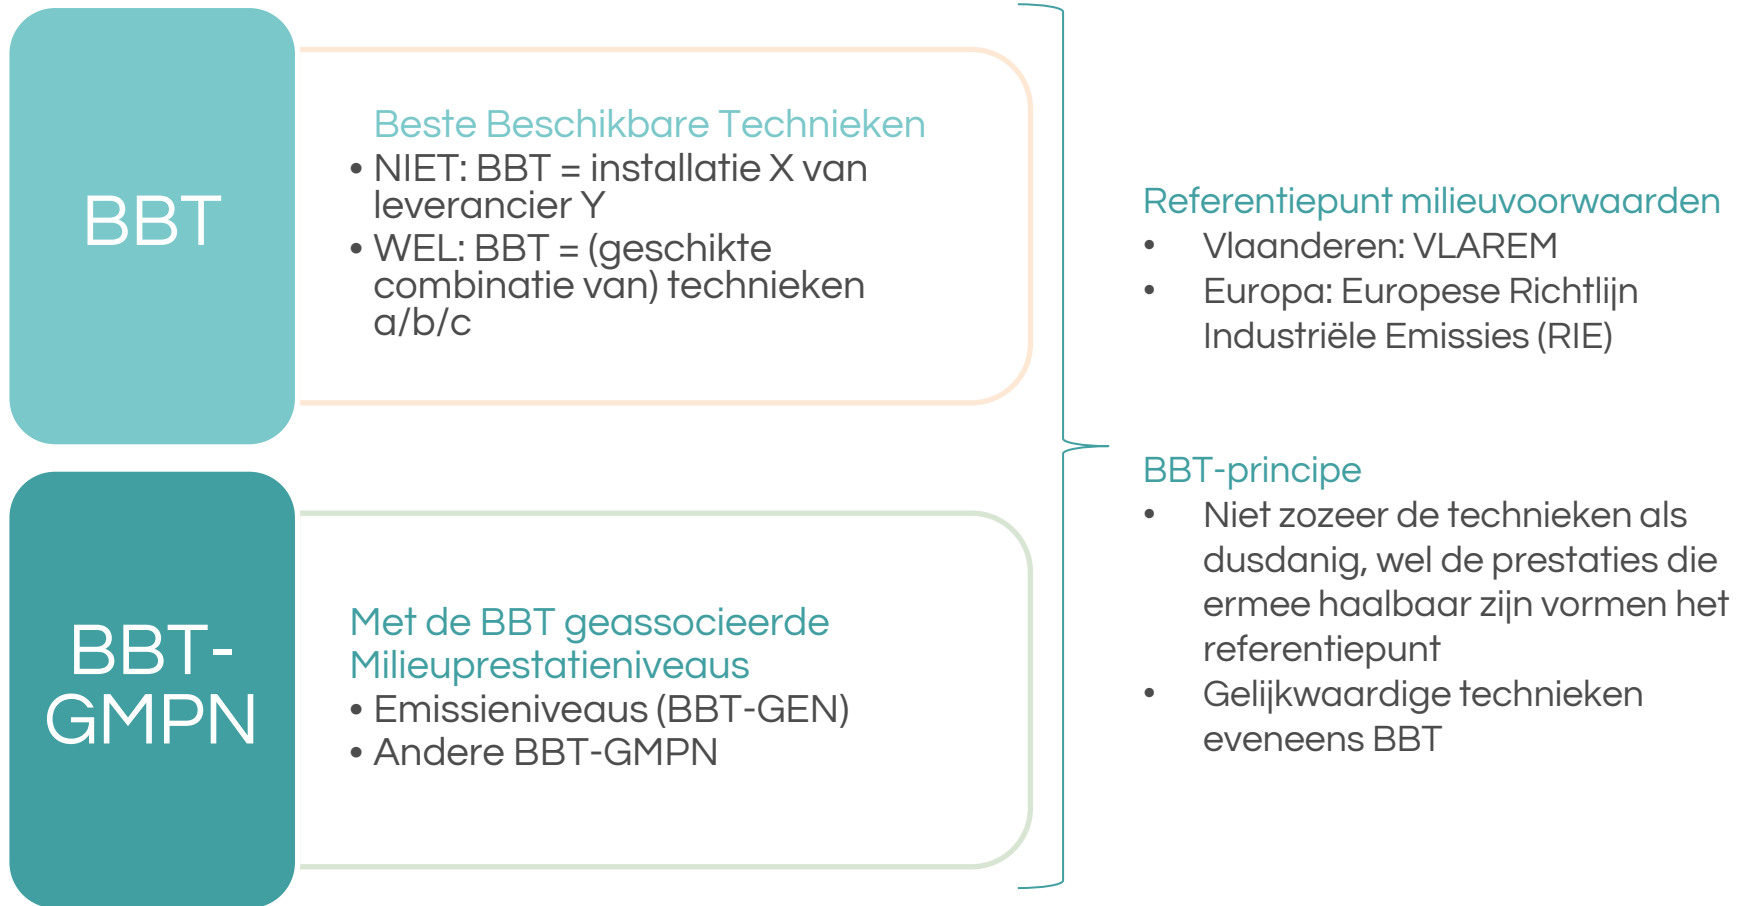 BBT
Beste Beschikbare Technieken
• NIET: BBT = installatie X van
leverancier Y
• WEL: BBT = (geschikte
combinatie van) technieken
a/b/c
BBT-
GMPN
Met de BBT geassocieerde
Milieuprestatieniveaus
• Emissieniveaus (BBT-GEN)
• Andere BBT-GMPN
Referentiepunt milieuvoorwaarden
• Vlaanderen: VLAREM
• Europa: Europese Richtlijn
Industriële Emissies (RIE)
BBT-principe
• Niet zozeer de technieken als
dusdanig, wel de prestaties die
ermee haalbaar zijn vormen het
referentiepunt
• Gelijkwaardige technieken
eveneens BBT